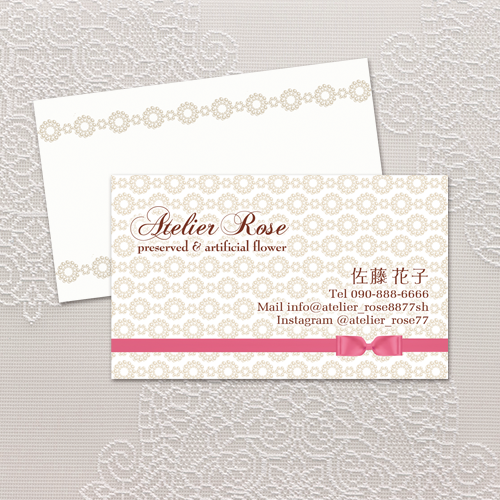 Atelier Rose
preserved & artificial flower
佐藤 花子
Tel 090-888-6666
Mail info@atelier_rose8877sh
Instagram @atelier_rose77